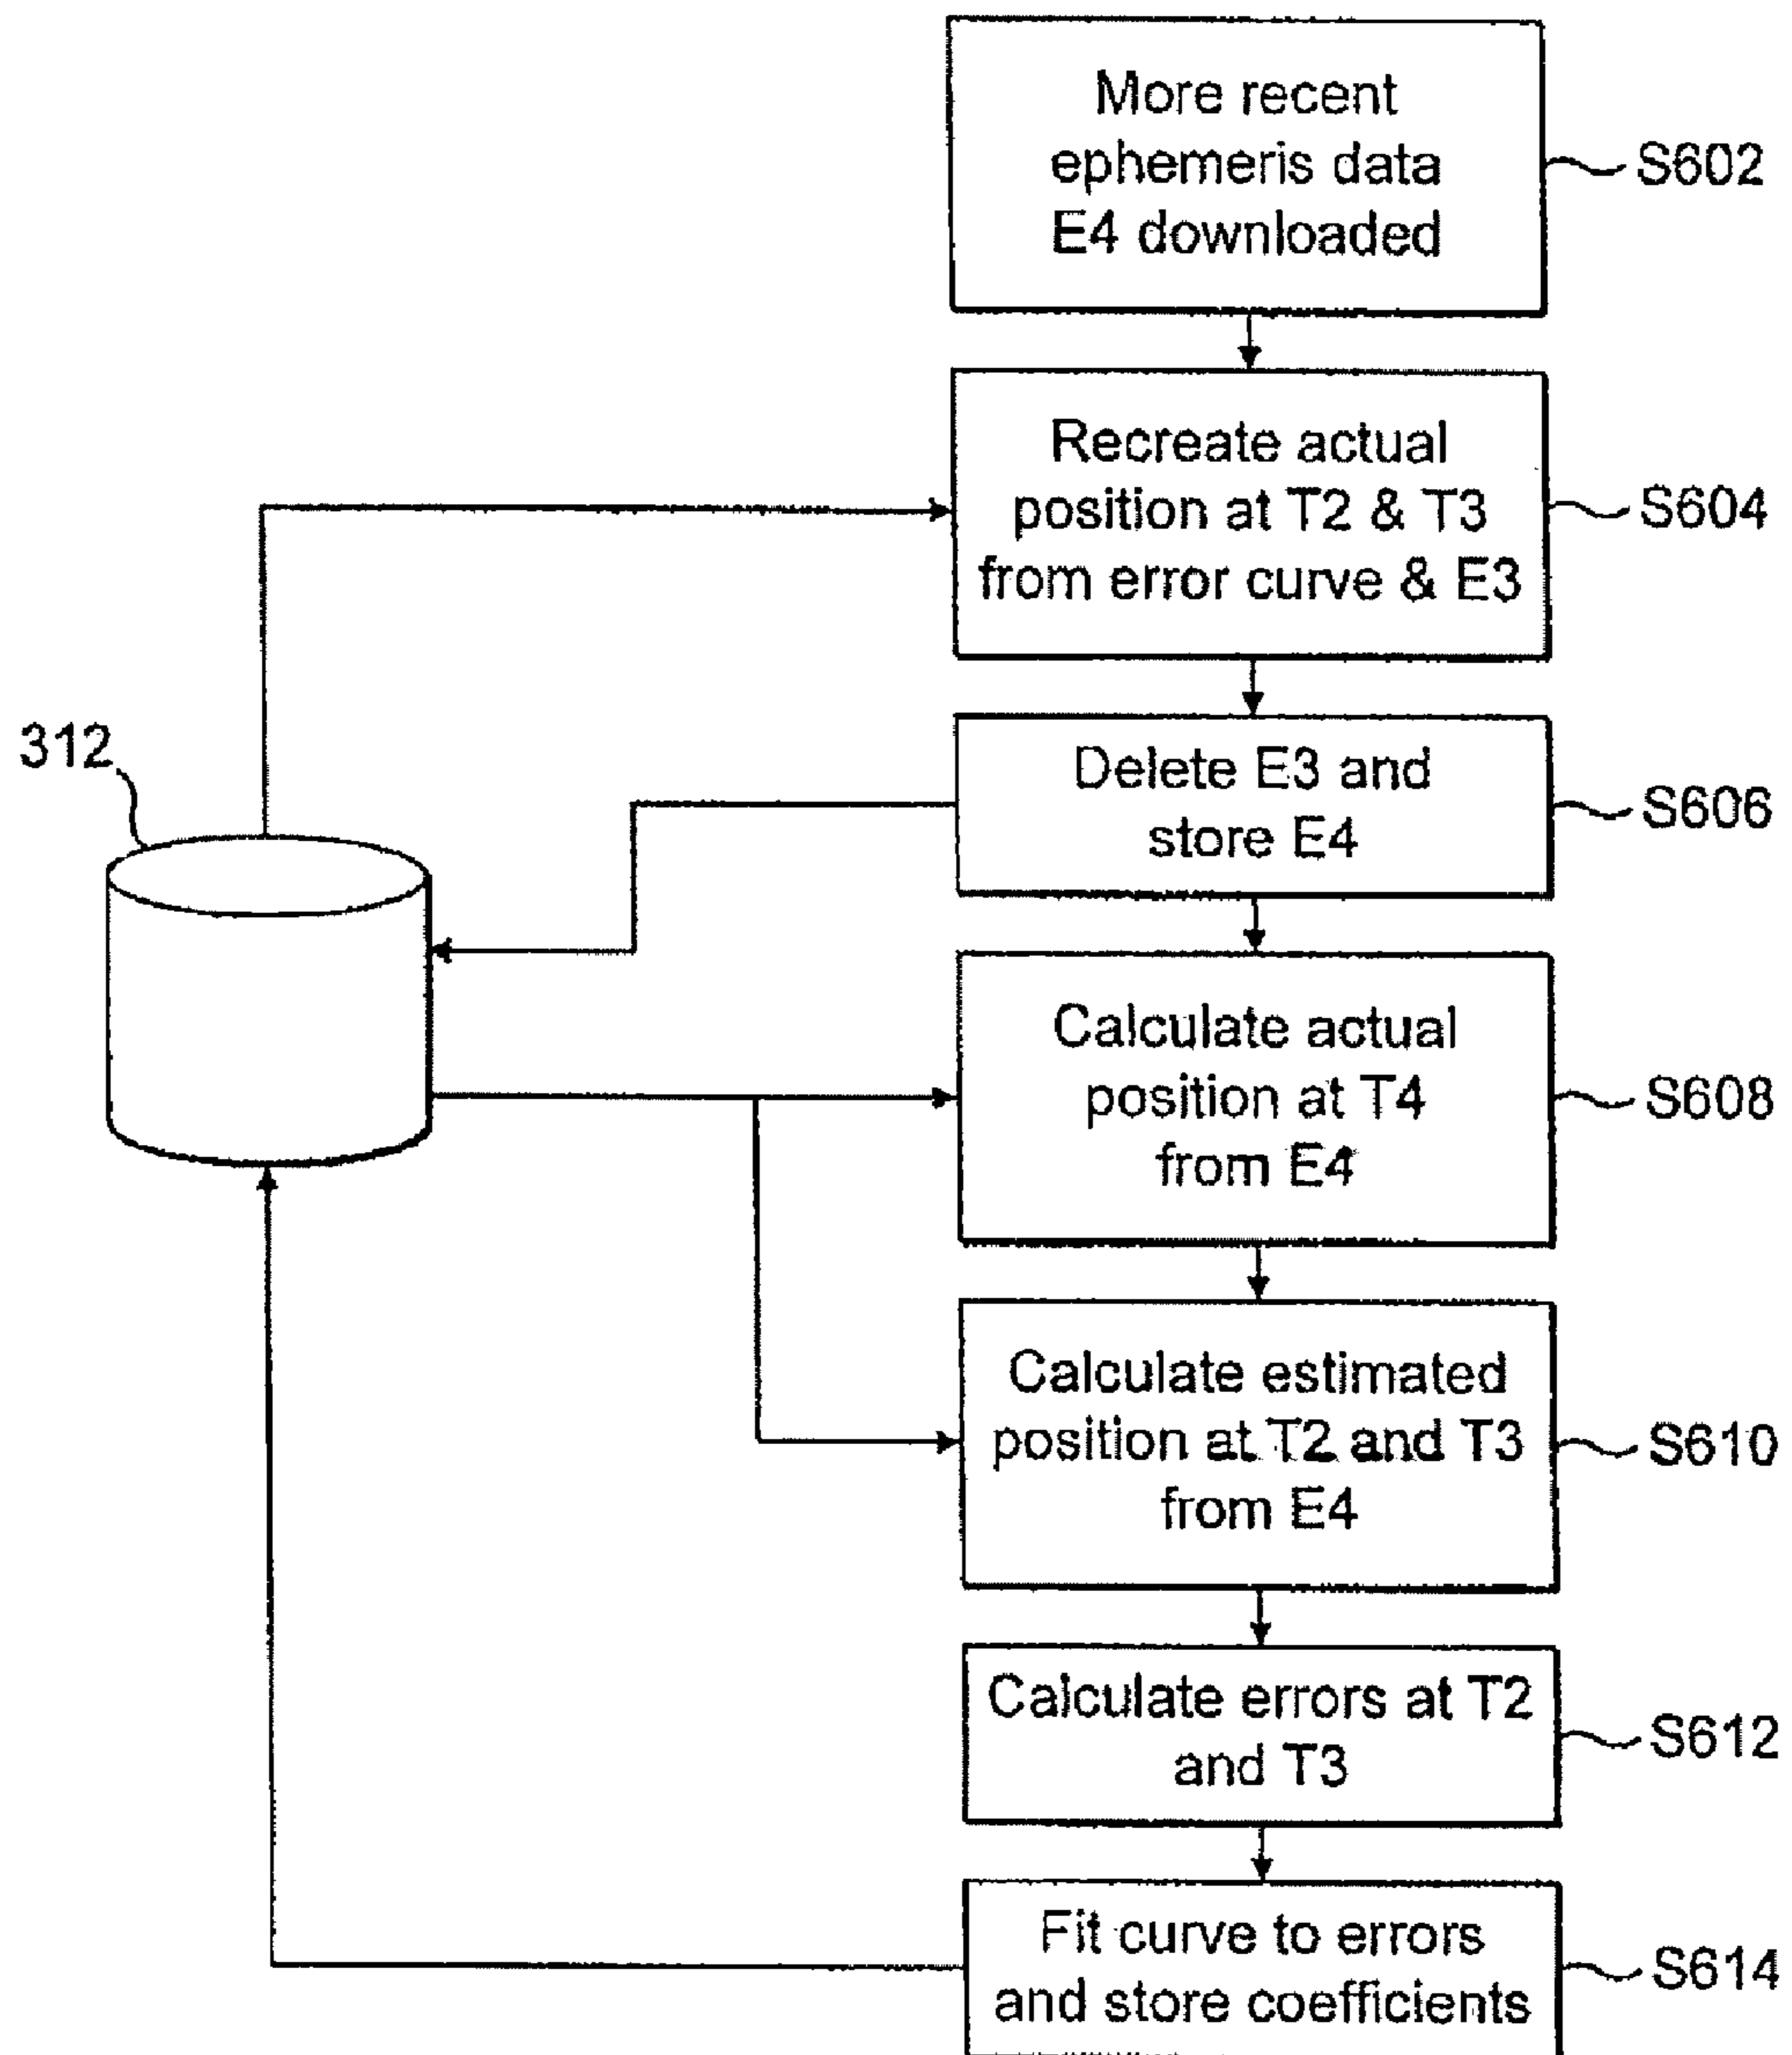 More recent
ephemeris data
E4 downloaded
S602
Recreate actual
position at T2 & T3
from error curve & E3
S604
312
Delete E3 and
store E4
S606
Calculate actual
position at T4
from E4
S608
Calculate estimated
position at T2 and T3
from E4
S610
Calculate errors at T2
and T3
S612
Fit curve to errors
and store coefficients
S614